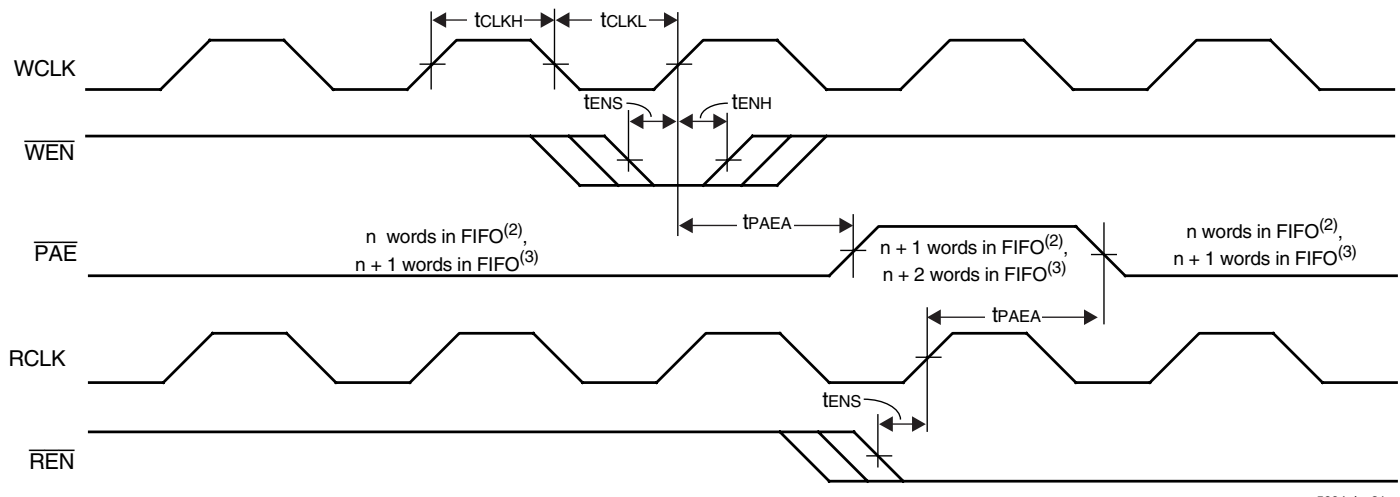 tCLKH tCLKL
WCLK
tENS tENH
WEN
tPAEA
PAE
n words in FIFO(2),
n + 1 words in FIFO(3)
n + 1 words in FIFO(2),
n + 2 words in FIFO(3)
n words in FIFO(2),
n + 1 words in FIFO(3)
tPAEA
RCLK
tENS
REN